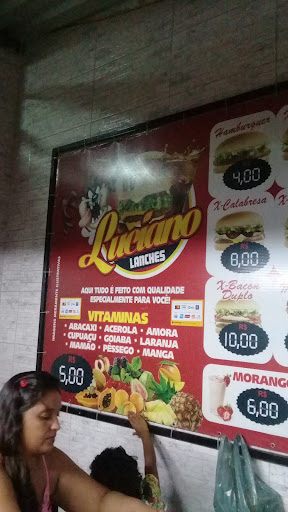 Luciano
LANCHES
AQUI TUDO É FEITO COM QUALIDADE
ESPECIALMENTE PARA VOCÊ!
VITAMINAS
• ABACAXI • ACEROLA • AMORA
• CUPUAÇU • GOIABA • LARANJA
• MAMÃO • PÊSSEGO • MANGA
R$
5,00
Hamburguer
R$
4,00
X-Calabresa
R$
8,00
X-Bacon
Duplo
R$
10,00
MORANGO
R$
6,00